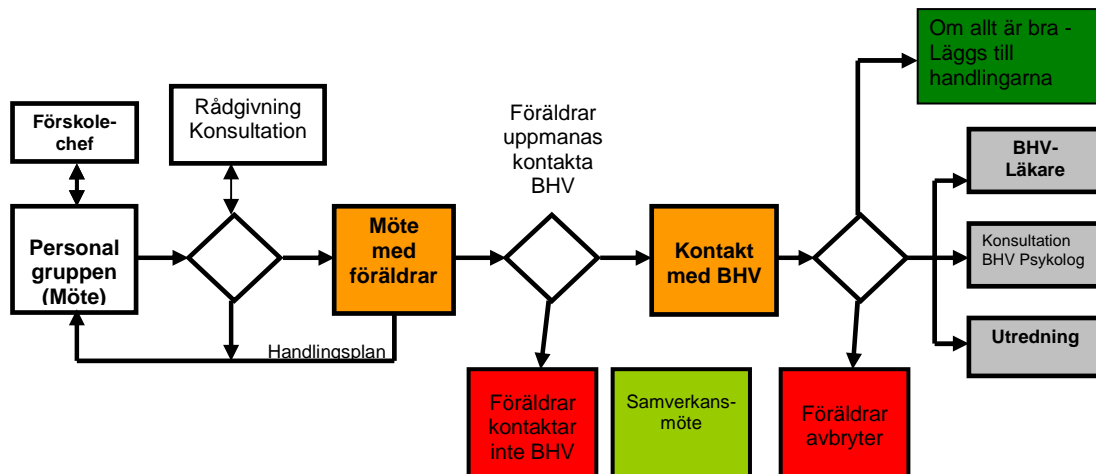 Förskole-
chef
Personal
gruppen
(Möte)
Rådgivning
Konsultation
Möte
med
föräldrar
Handlingsplan
Föräldrar
uppmanas
kontakta
BHV
Föräldrar
kontaktar
inte BHV
Kontakt
med BHV
Samverkans-
möte
Föräldrar
avbryter
Om allt är bra -
Läggs till
handlingarna
BHV-
Läkare
Konsultation
BHV Psykolog
Utredning